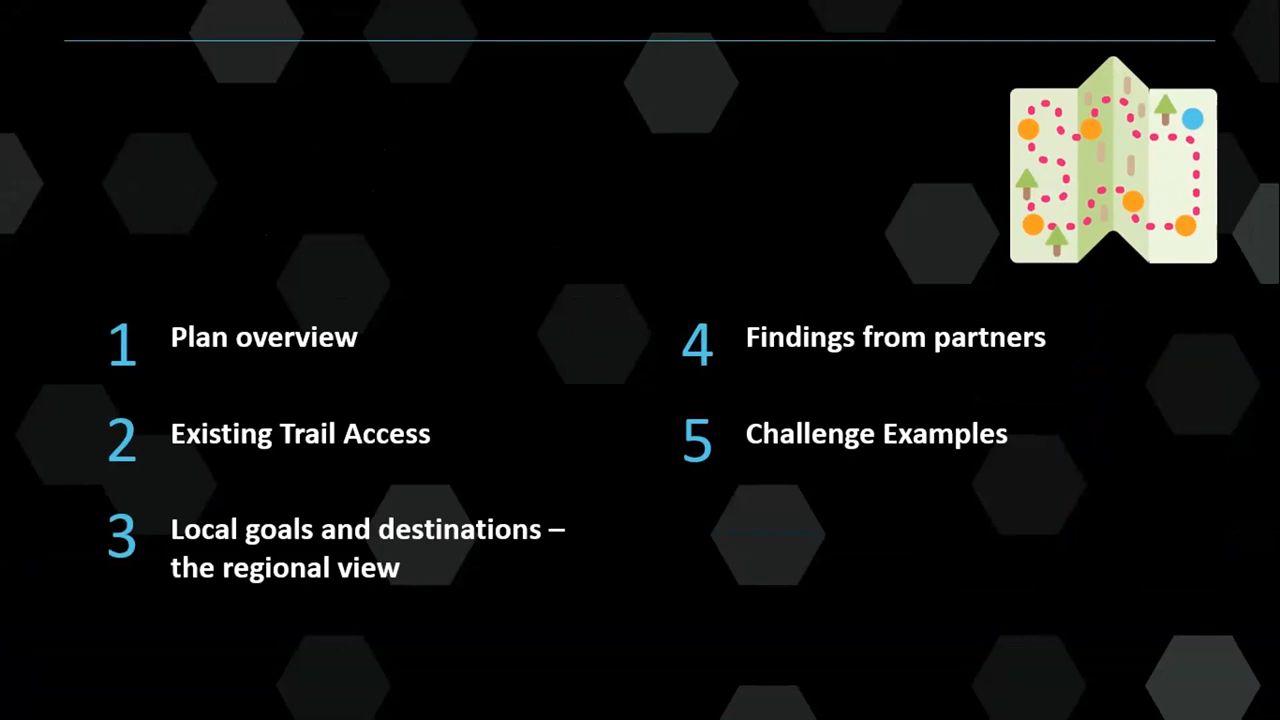 1 Plan overview
2 Existing Trail Access
3 Local goals and destinations –
the regional view
4 Findings from partners
5 Challenge Examples